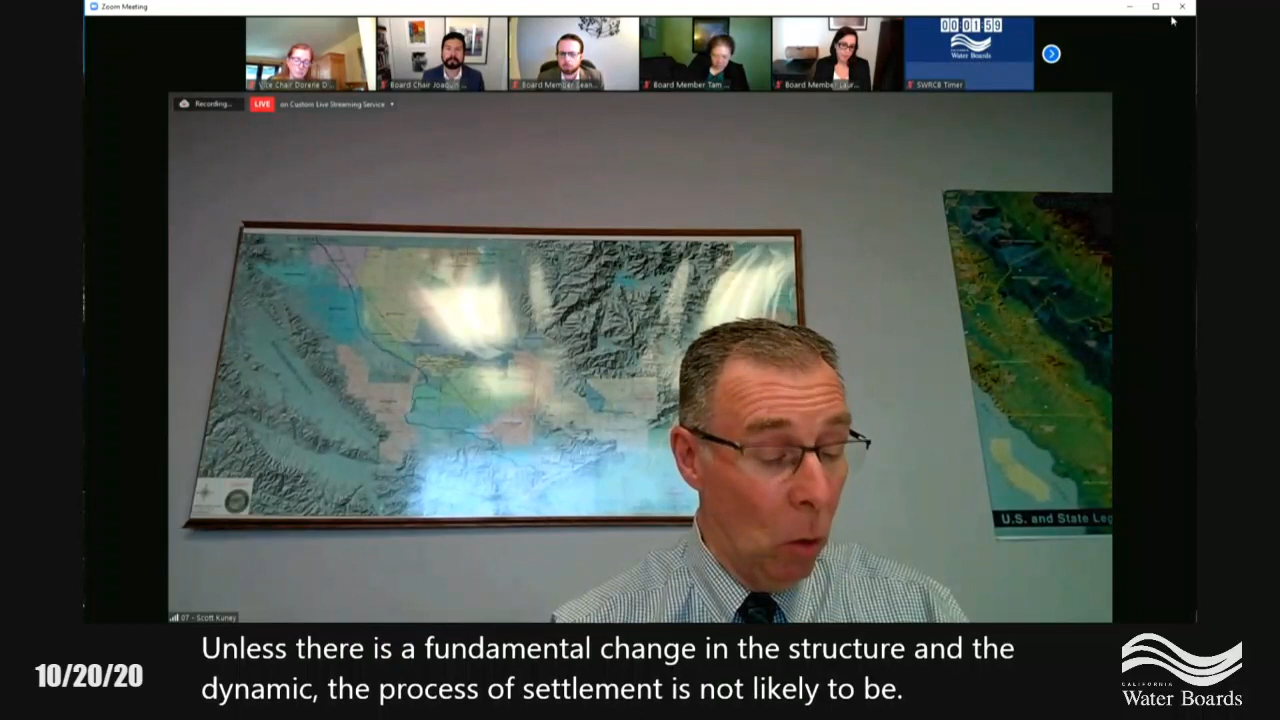 Zoom Meeting
00:01:59
CALIFORNIA
Water Boards
Vice Chair Dorene D...
Board Chair Joaquin ...
Board Member Sean...
Board Member Tam ...
Board Member Laur...
SWRCB Timer
Recording...
LIVE
on Custom Live Streaming Service
U.S. and State Leg
07 - Scott Kuney
Unless there is a fundamental change in the structure and the
dynamic, the process of settlement is not likely to be.
10/20/20
CALIFORNIA
Water Boards